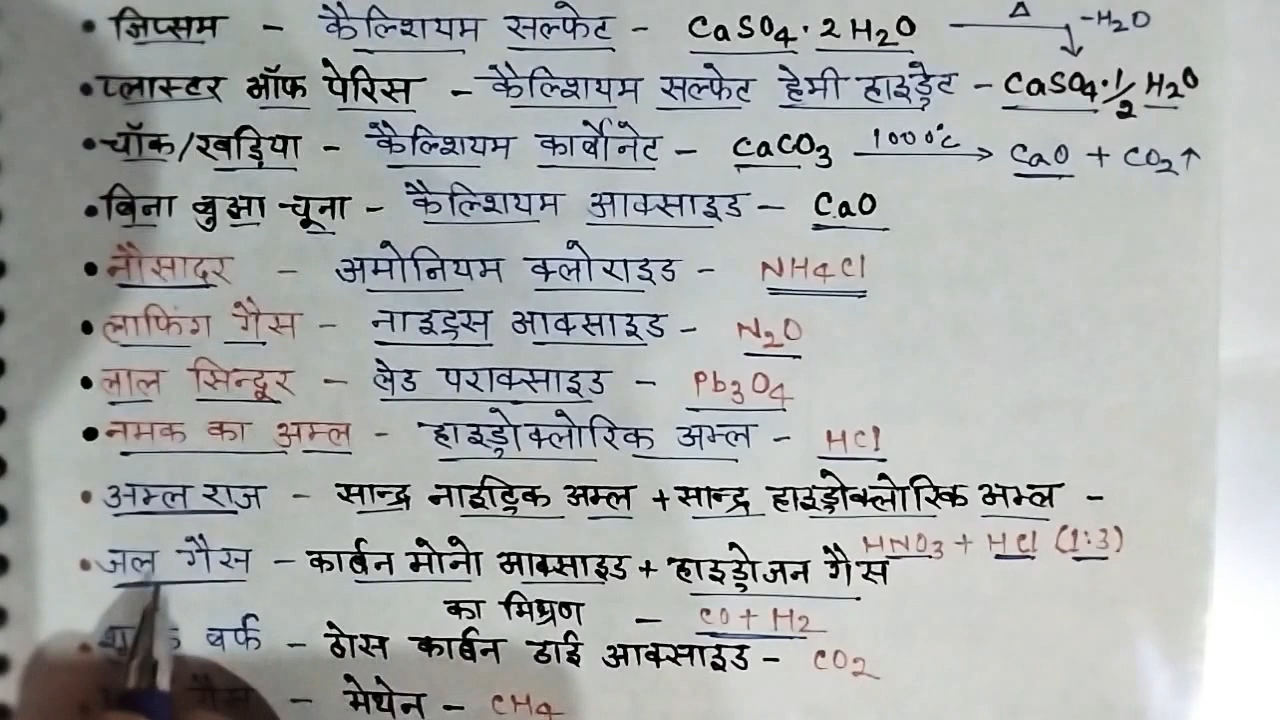 • जिप्सम - कैल्शियम सल्फेट - CaSO4·2H2O —Δ→ -H2O
• प्लास्टर ऑफ पेरिस - कैल्शियम सल्फेट हेमी हाइड्रेट - CaSO4·1/2 H2O
• चॉक/खड़िया - कैल्शियम कार्बोनेट - CaCO3 —1000°C→ CaO + CO2↑
• बिना बुझा चूना - कैल्शियम आक्साइड - CaO
• नौसादर - अमोनियम क्लोराइड - NH4Cl
• लाफिंग गैस - नाइट्रस आक्साइड - N2O
• लाल सिन्दूर - लेड पराक्साइड - Pb3O4
• नमक का अम्ल - हाइड्रोक्लोरिक अम्ल - HCl
• अम्ल राज - सान्द्र नाइट्रिक अम्ल + सान्द्र हाइड्रोक्लोरिक अम्ल -
HNO3 + HCl (1:3)
• जल गैस - कार्बन मोनो आक्साइड + हाइड्रोजन गैस
का मिश्रण - CO + H2
बर्फ - ठोस कार्बन डाई आक्साइड - CO2
गैस - मेथेन - CH4